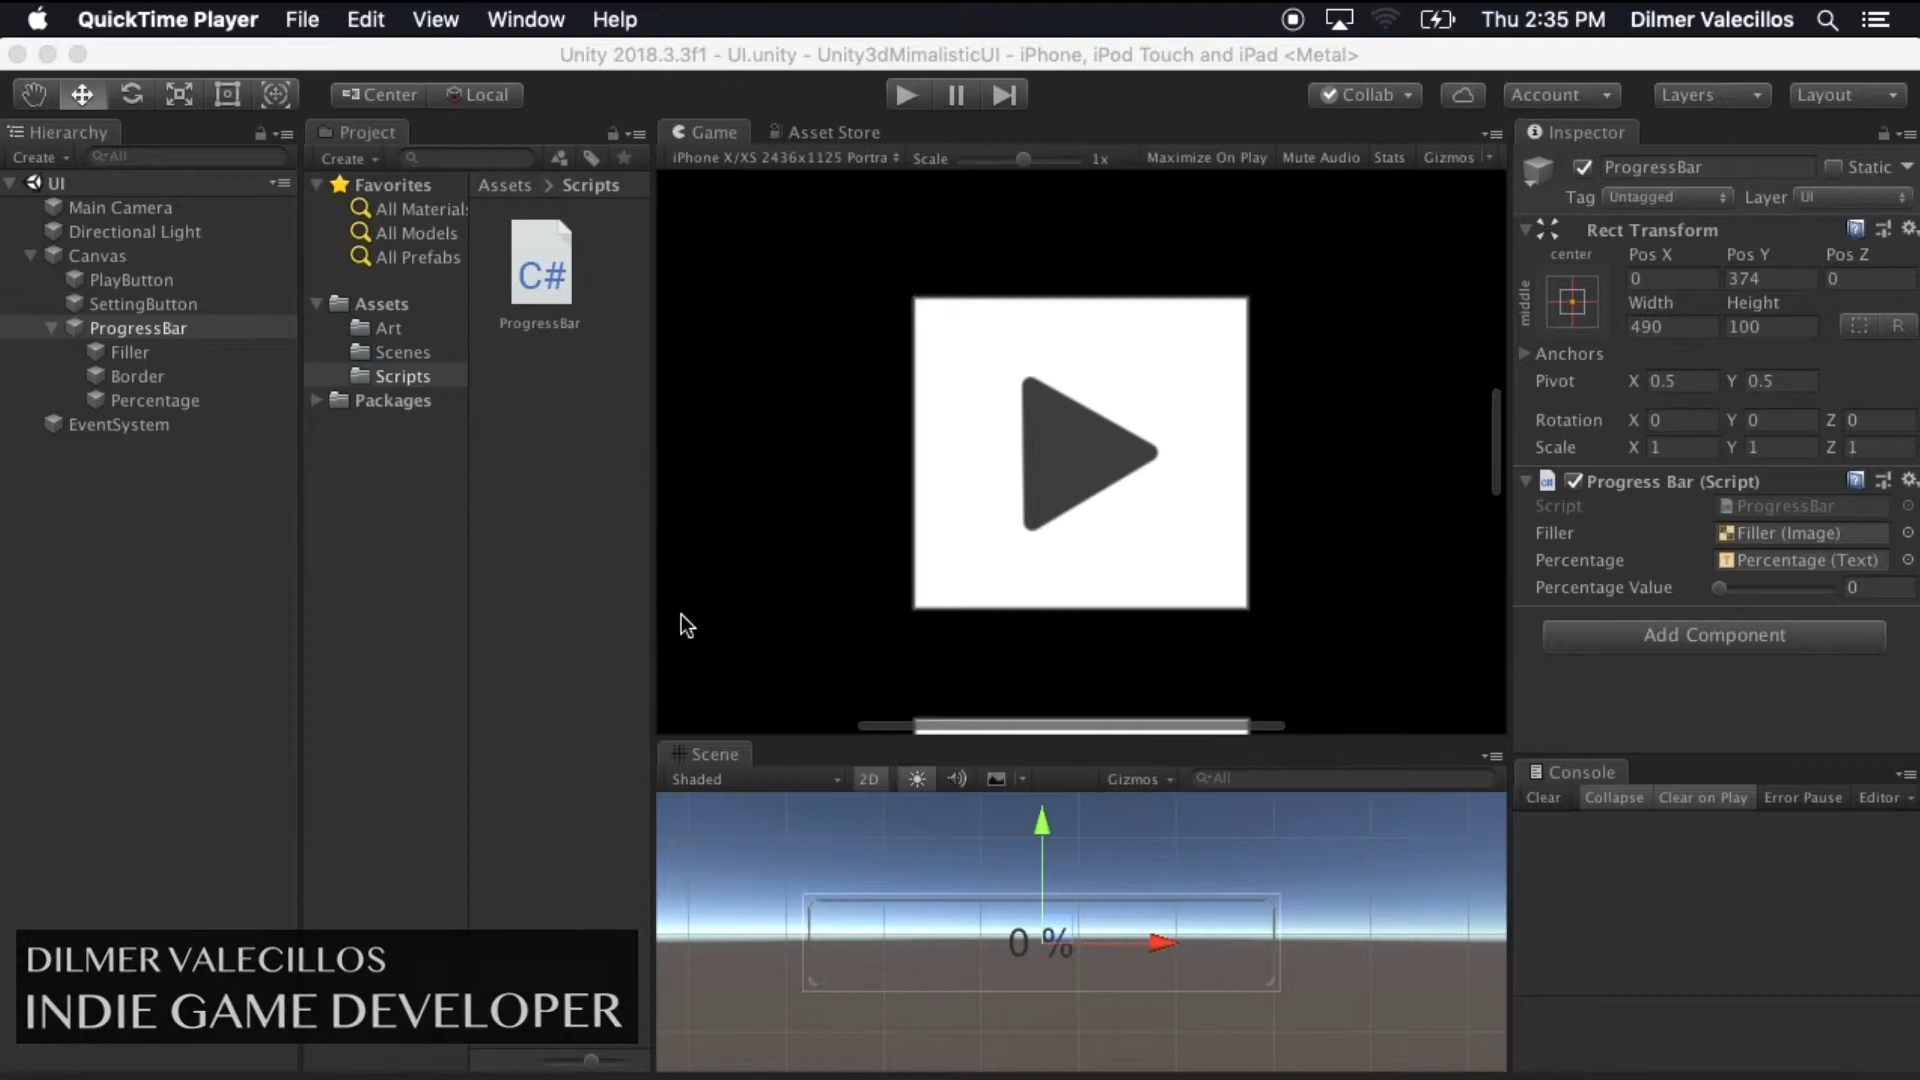 QuickTime Player File Edit View Window Help Thu 2:35 PM Dilmer Valecillos
Unity 2018.3.3f1 - UI.unity - Unity3dMimalisticUI - iPhone, iPod Touch and iPad <Metal>
Center Local Collab Account Layers Layout
Hierarchy
Create All
UI
Main Camera
Directional Light
Canvas
PlayButton
SettingButton
ProgressBar
Filler
Border
Percentage
EventSystem
Project
Create
Favorites
All Materials
All Models
All Prefabs
Assets
Art
Scenes
Scripts
Packages
Assets > Scripts
C#
ProgressBar
Game Asset Store
iPhone X/XS 2436x1125 Portra Scale 1x Maximize On Play Mute Audio Stats Gizmos
Scene
Shaded 2D Gizmos All
0 %
Inspector
ProgressBar Static
Tag Untagged Layer UI
Rect Transform
center Pos X Pos Y Pos Z
middle 0 374 0
Width Height
490 100 R
Anchors
Pivot X 0.5 Y 0.5
Rotation X 0 Y 0 Z 0
Scale X 1 Y 1 Z 1
Progress Bar (Script)
Script ProgressBar
Filler Filler (Image)
Percentage Percentage (Text)
Percentage Value 0
Add Component
Console
Clear Collapse Clear on Play Error Pause Editor
DILMER VALECILLOS
INDIE GAME DEVELOPER